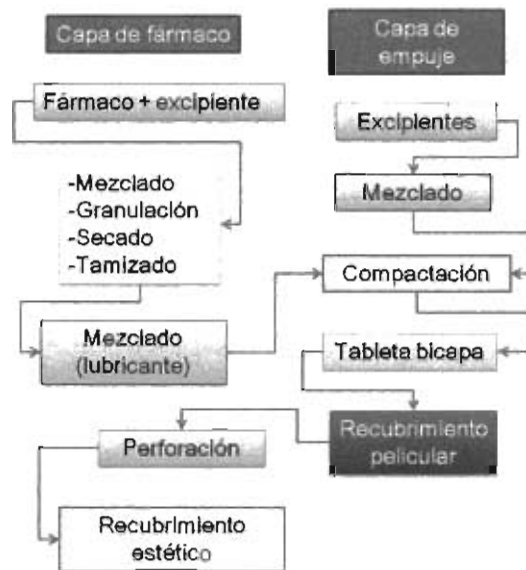 Capa de fármaco
Capa de
empuje
Fármaco + excipiente
Excipientes
-Mezclado
-Granulación
-Secado
-Tamizado
Mezclado
Compactación
Mezclado
(lubricante)
Tableta bicapa
Perforación
Recubrimiento
pelicular
Recubrimiento
estético